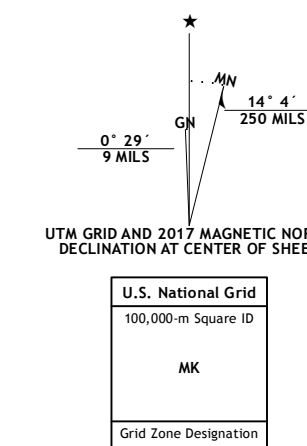 ★
MN
GN
14° 4´
250 MILS
0° 29´
9 MILS
UTM GRID AND 2017 MAGNETIC NOR
DECLINATION AT CENTER OF SHEE
U.S. National Grid
100,000-m Square ID
MK
Grid Zone Designation